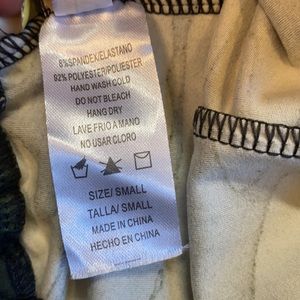 8%SPANDEX/ELASTANO
92% POLYESTER/POLIESTER
HAND WASH COLD
DO NOT BLEACH
HANG DRY
LAVE FRIO A MANO
NO USAR CLORO
SIZE/ SMALL
TALLA/ SMALL
MADE IN CHINA
HECHO EN CHINA